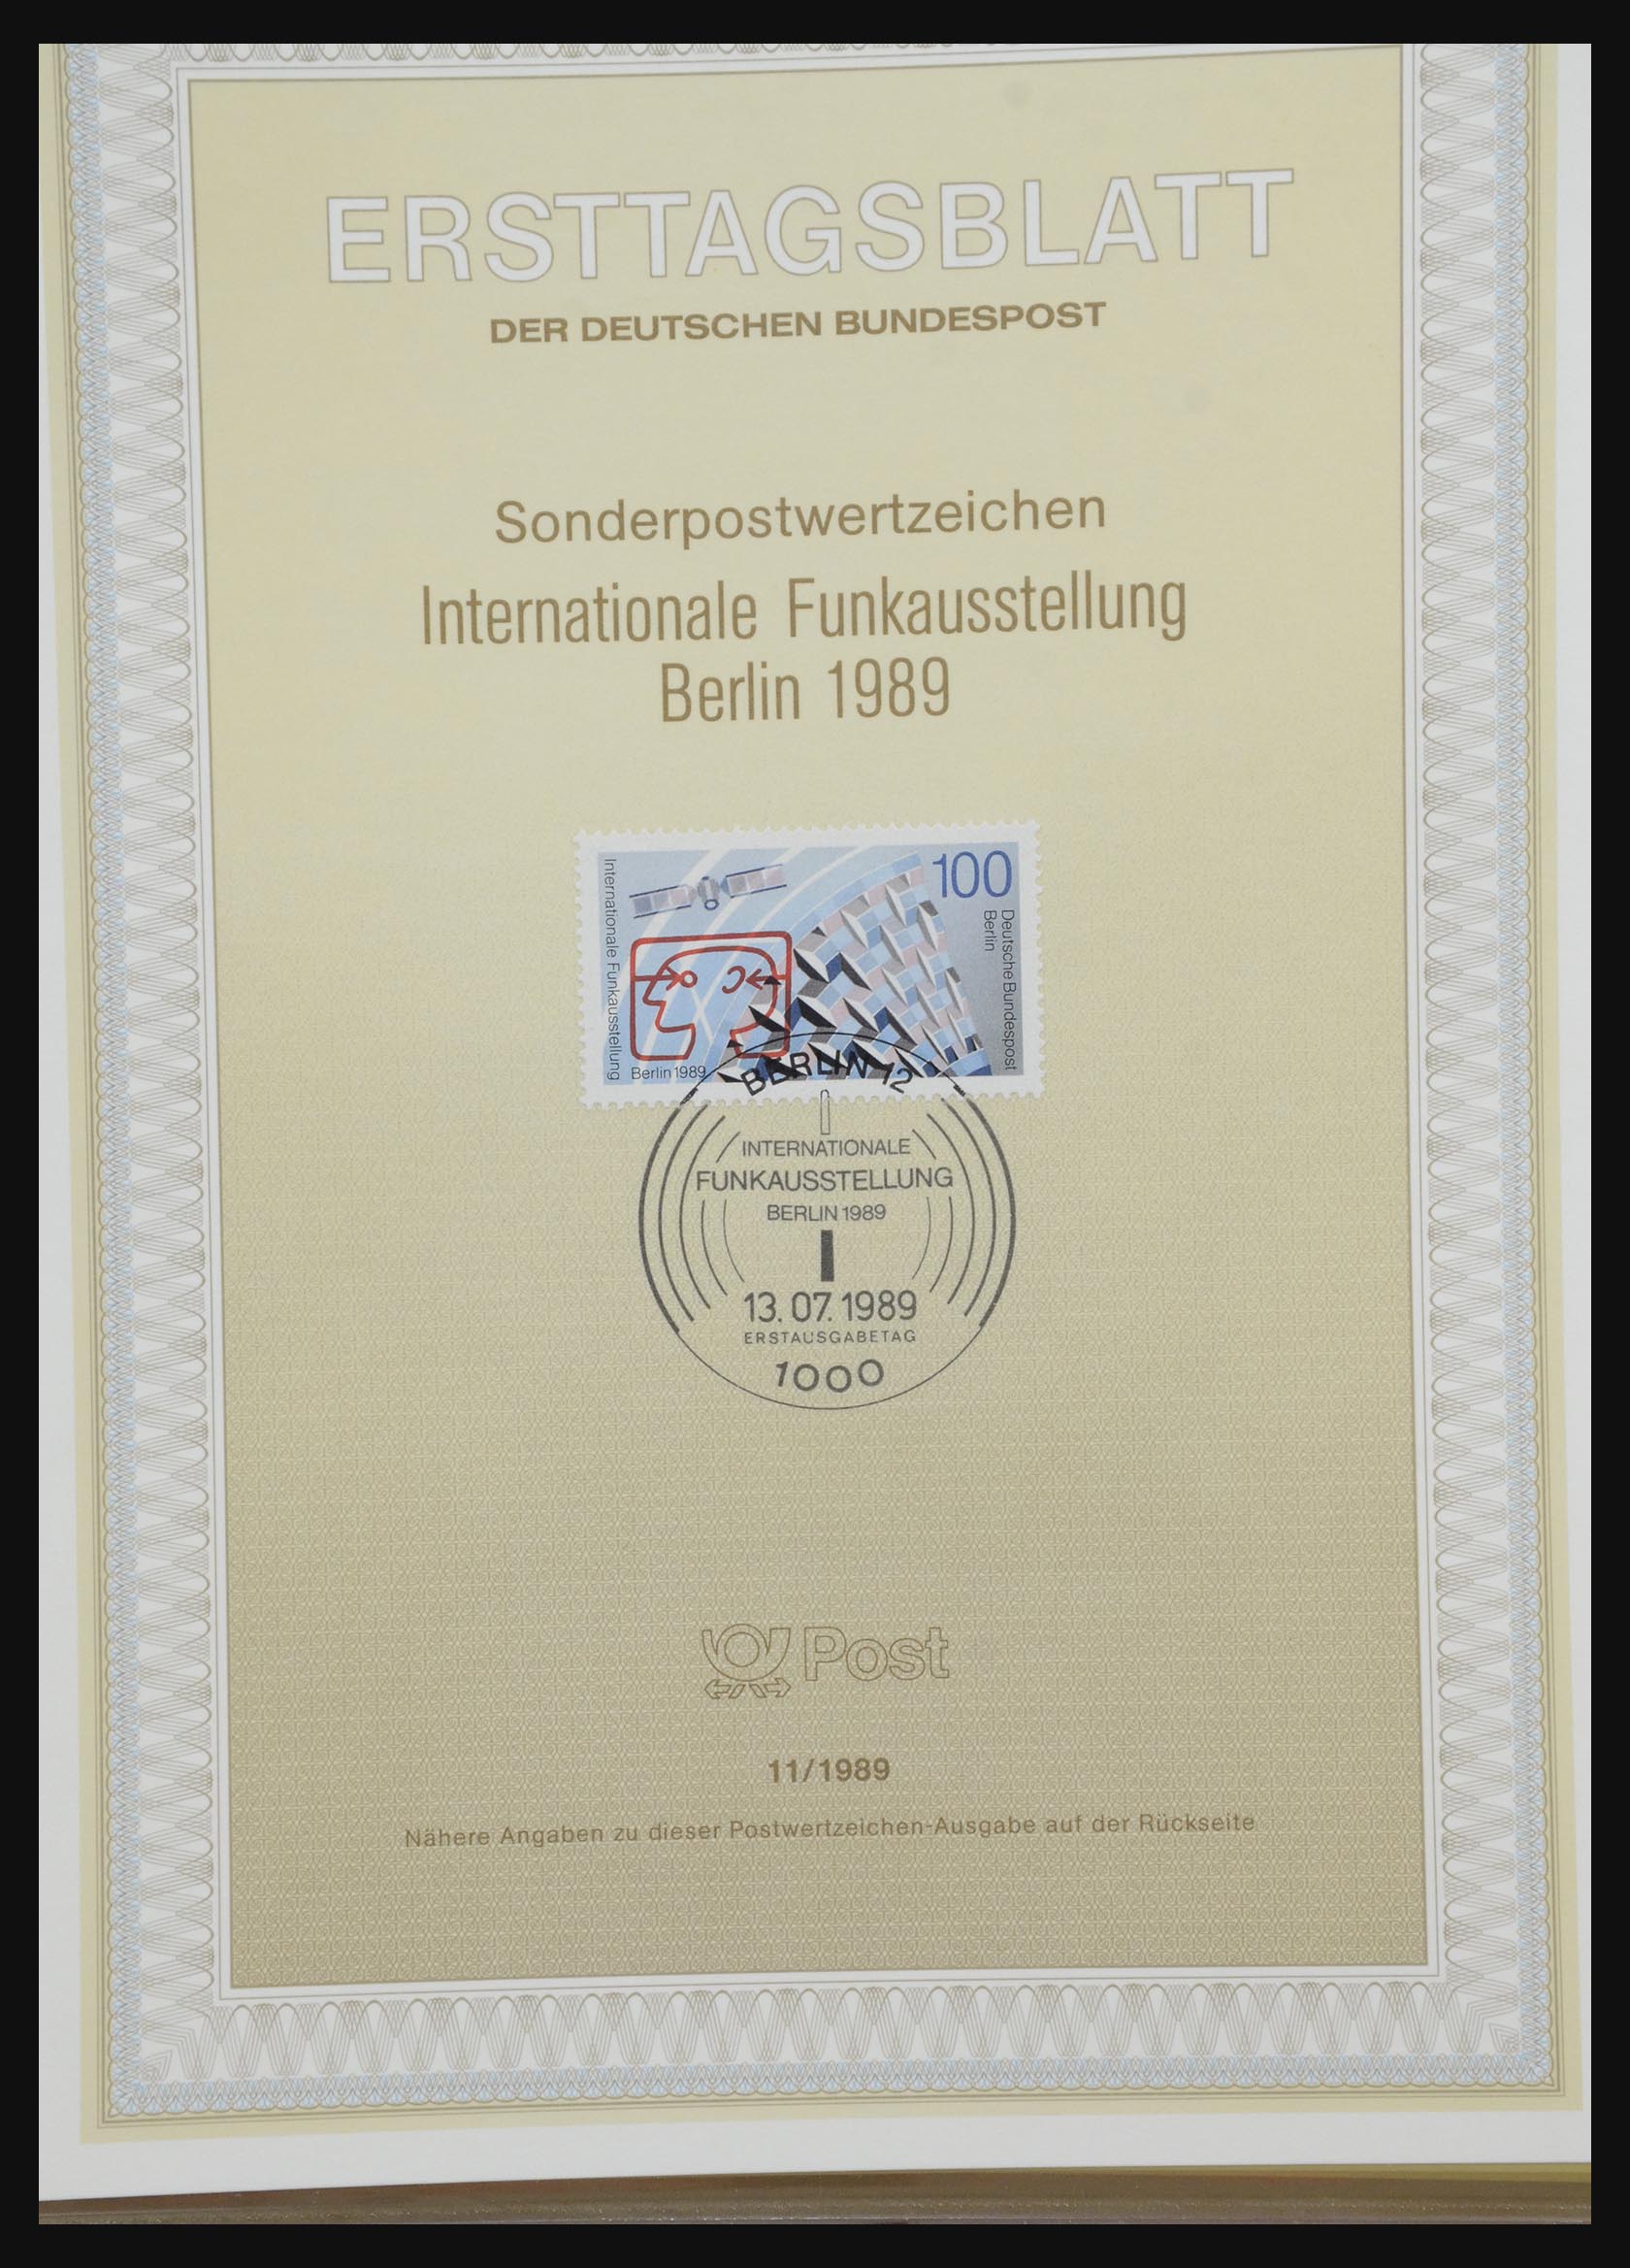 ERSTTAGSBLATT
DER DEUTSCHEN BUNDESPOST
Sonderpostwertzeichen
Internationale Funkausstellung
Berlin 1989
Internationale Funkausstellung
Berlin 1989
100
Deutsche Bundespost
Berlin
BERLIN 12
INTERNATIONALE
FUNKAUSSTELLUNG
BERLIN 1989
13.07.1989
ERSTAUSGABETAG
1000
Post
11/1989
Nähere Angaben zu dieser Postwertzeichen-Ausgabe auf der Rückseite